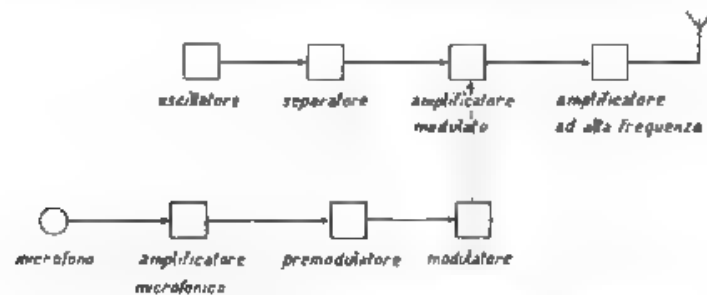 oscillatore separatore amplificatore amplificatore
modulato ad alta frequenza
microfono amplificatore premodulatore modulatore
microfonico